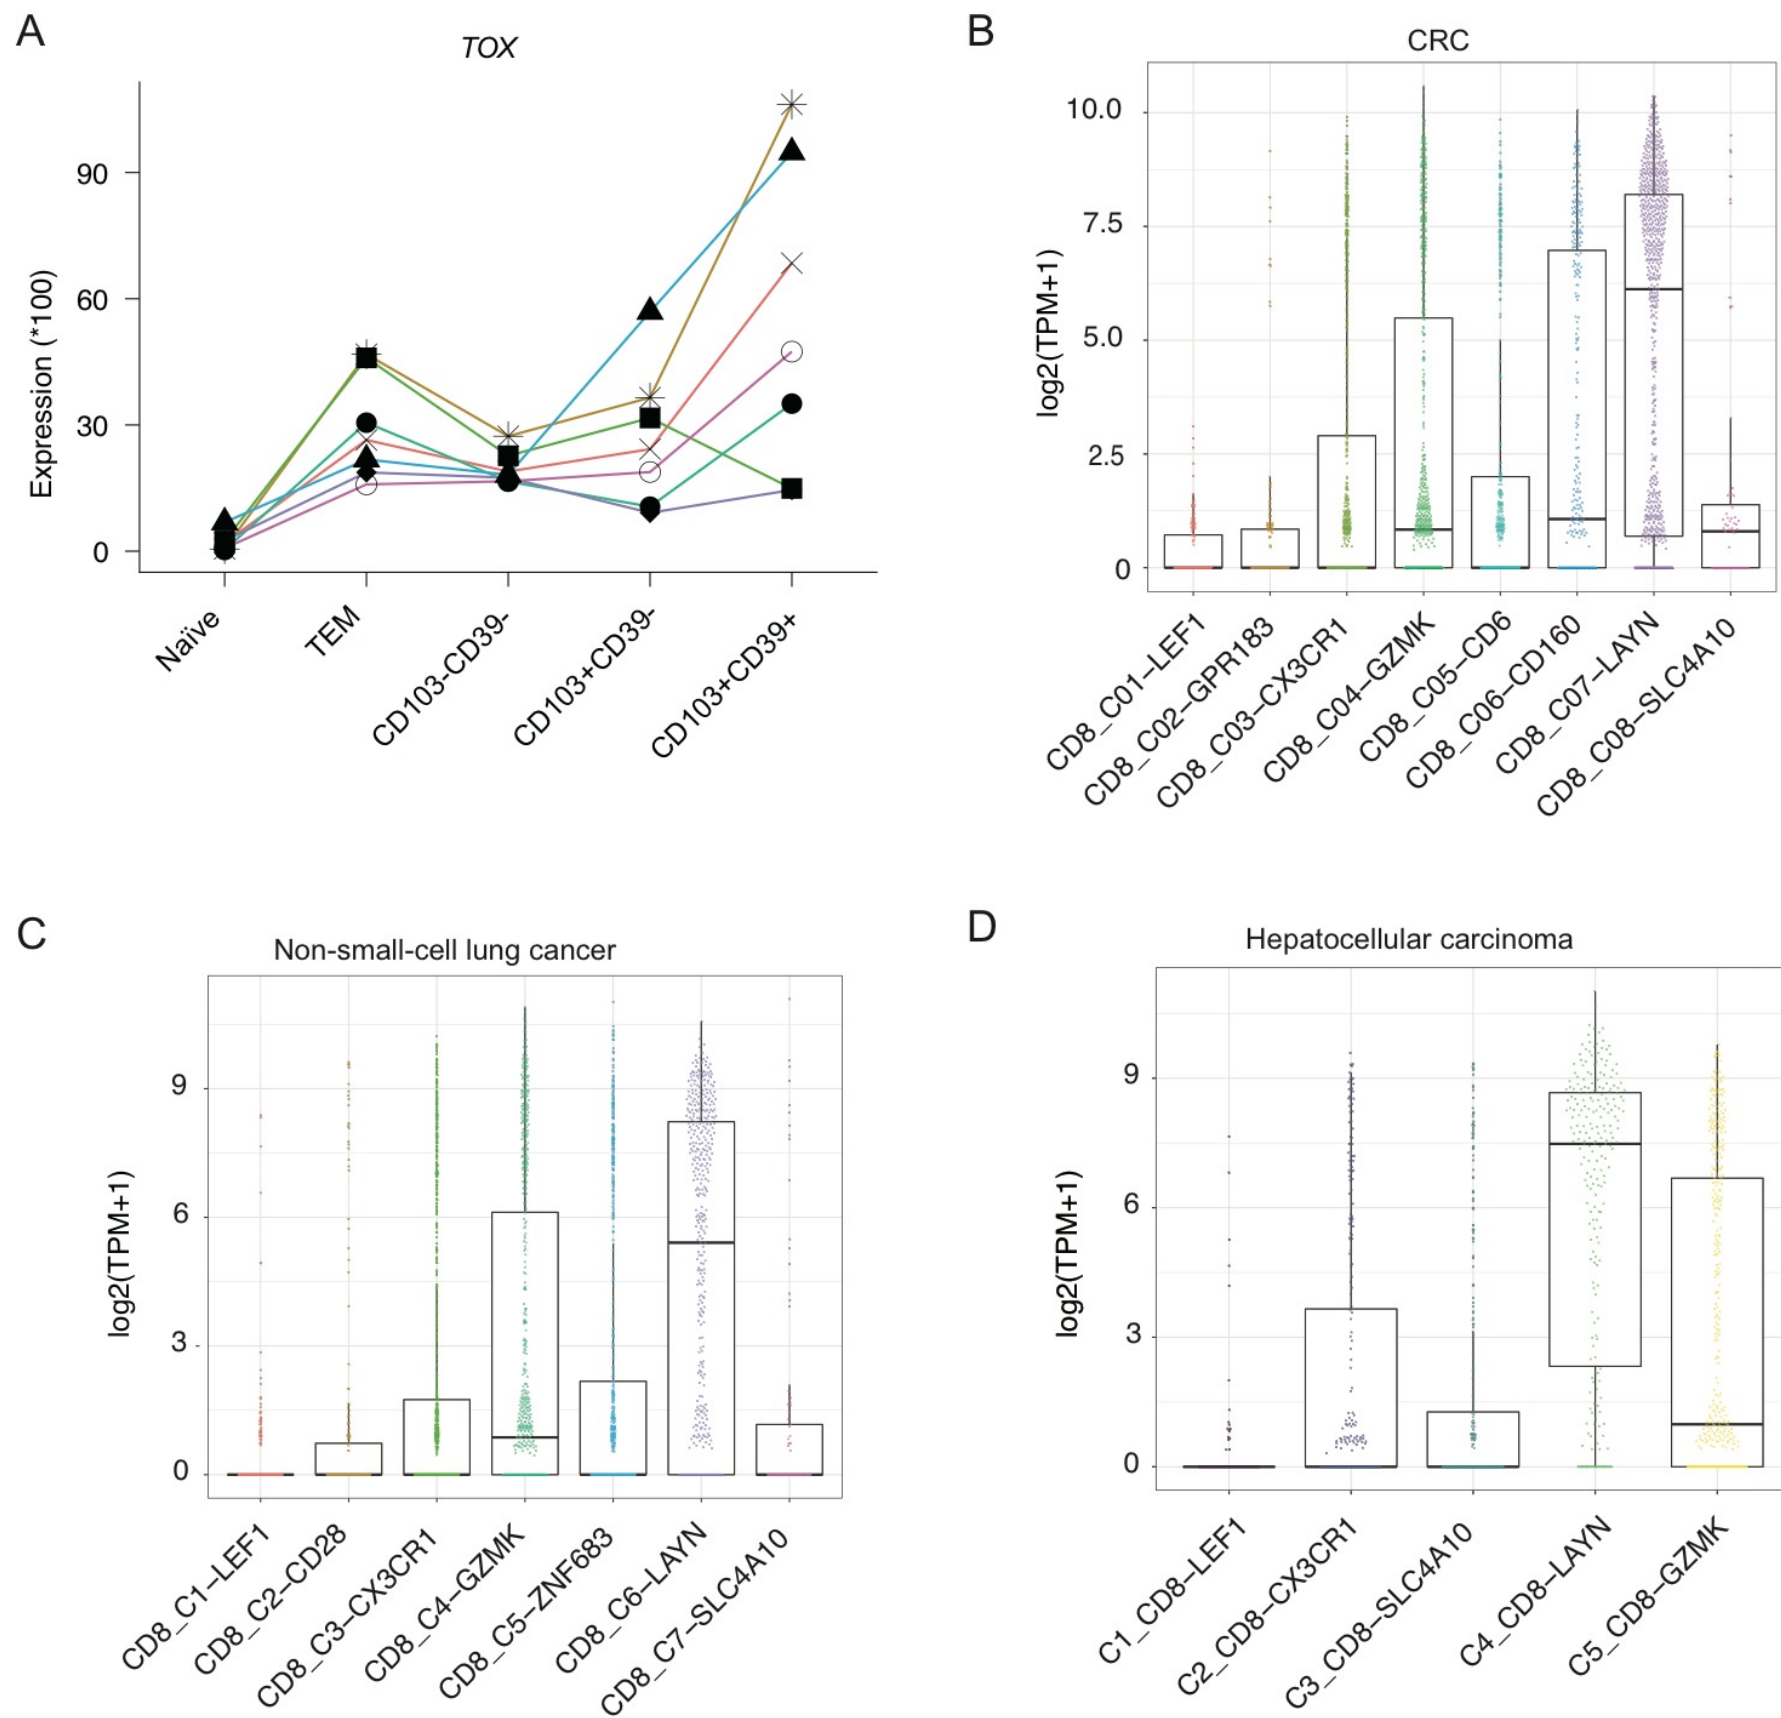 A
TOX
Expression (*100)
90
60
30
0
Naïve
TEM
CD103-CD39-
CD103+CD39-
CD103+CD39+
B
CRC
log2(TPM+1)
10.0
7.5
5.0
2.5
0
CD8_C01-LEF1
CD8_C02-GPR183
CD8_C03-CX3CR1
CD8_C04-GZMK
CD8_C05-CD6
CD8_C06-CD160
CD8_C07-LAYN
CD8_C08-SLC4A10
C
Non-small-cell lung cancer
log2(TPM+1)
9
6
3
0
CD8_C1-LEF1
CD8_C2-CD28
CD8_C3-CX3CR1
CD8_C4-GZMK
CD8_C5-ZNF683
CD8_C6-LAYN
CD8_C7-SLC4A10
D
Hepatocellular carcinoma
log2(TPM+1)
9
6
3
0
C1_CD8-LEF1
C2_CD8-CX3CR1
C3_CD8-SLC4A10
C4_CD8-LAYN
C5_CD8-GZMK